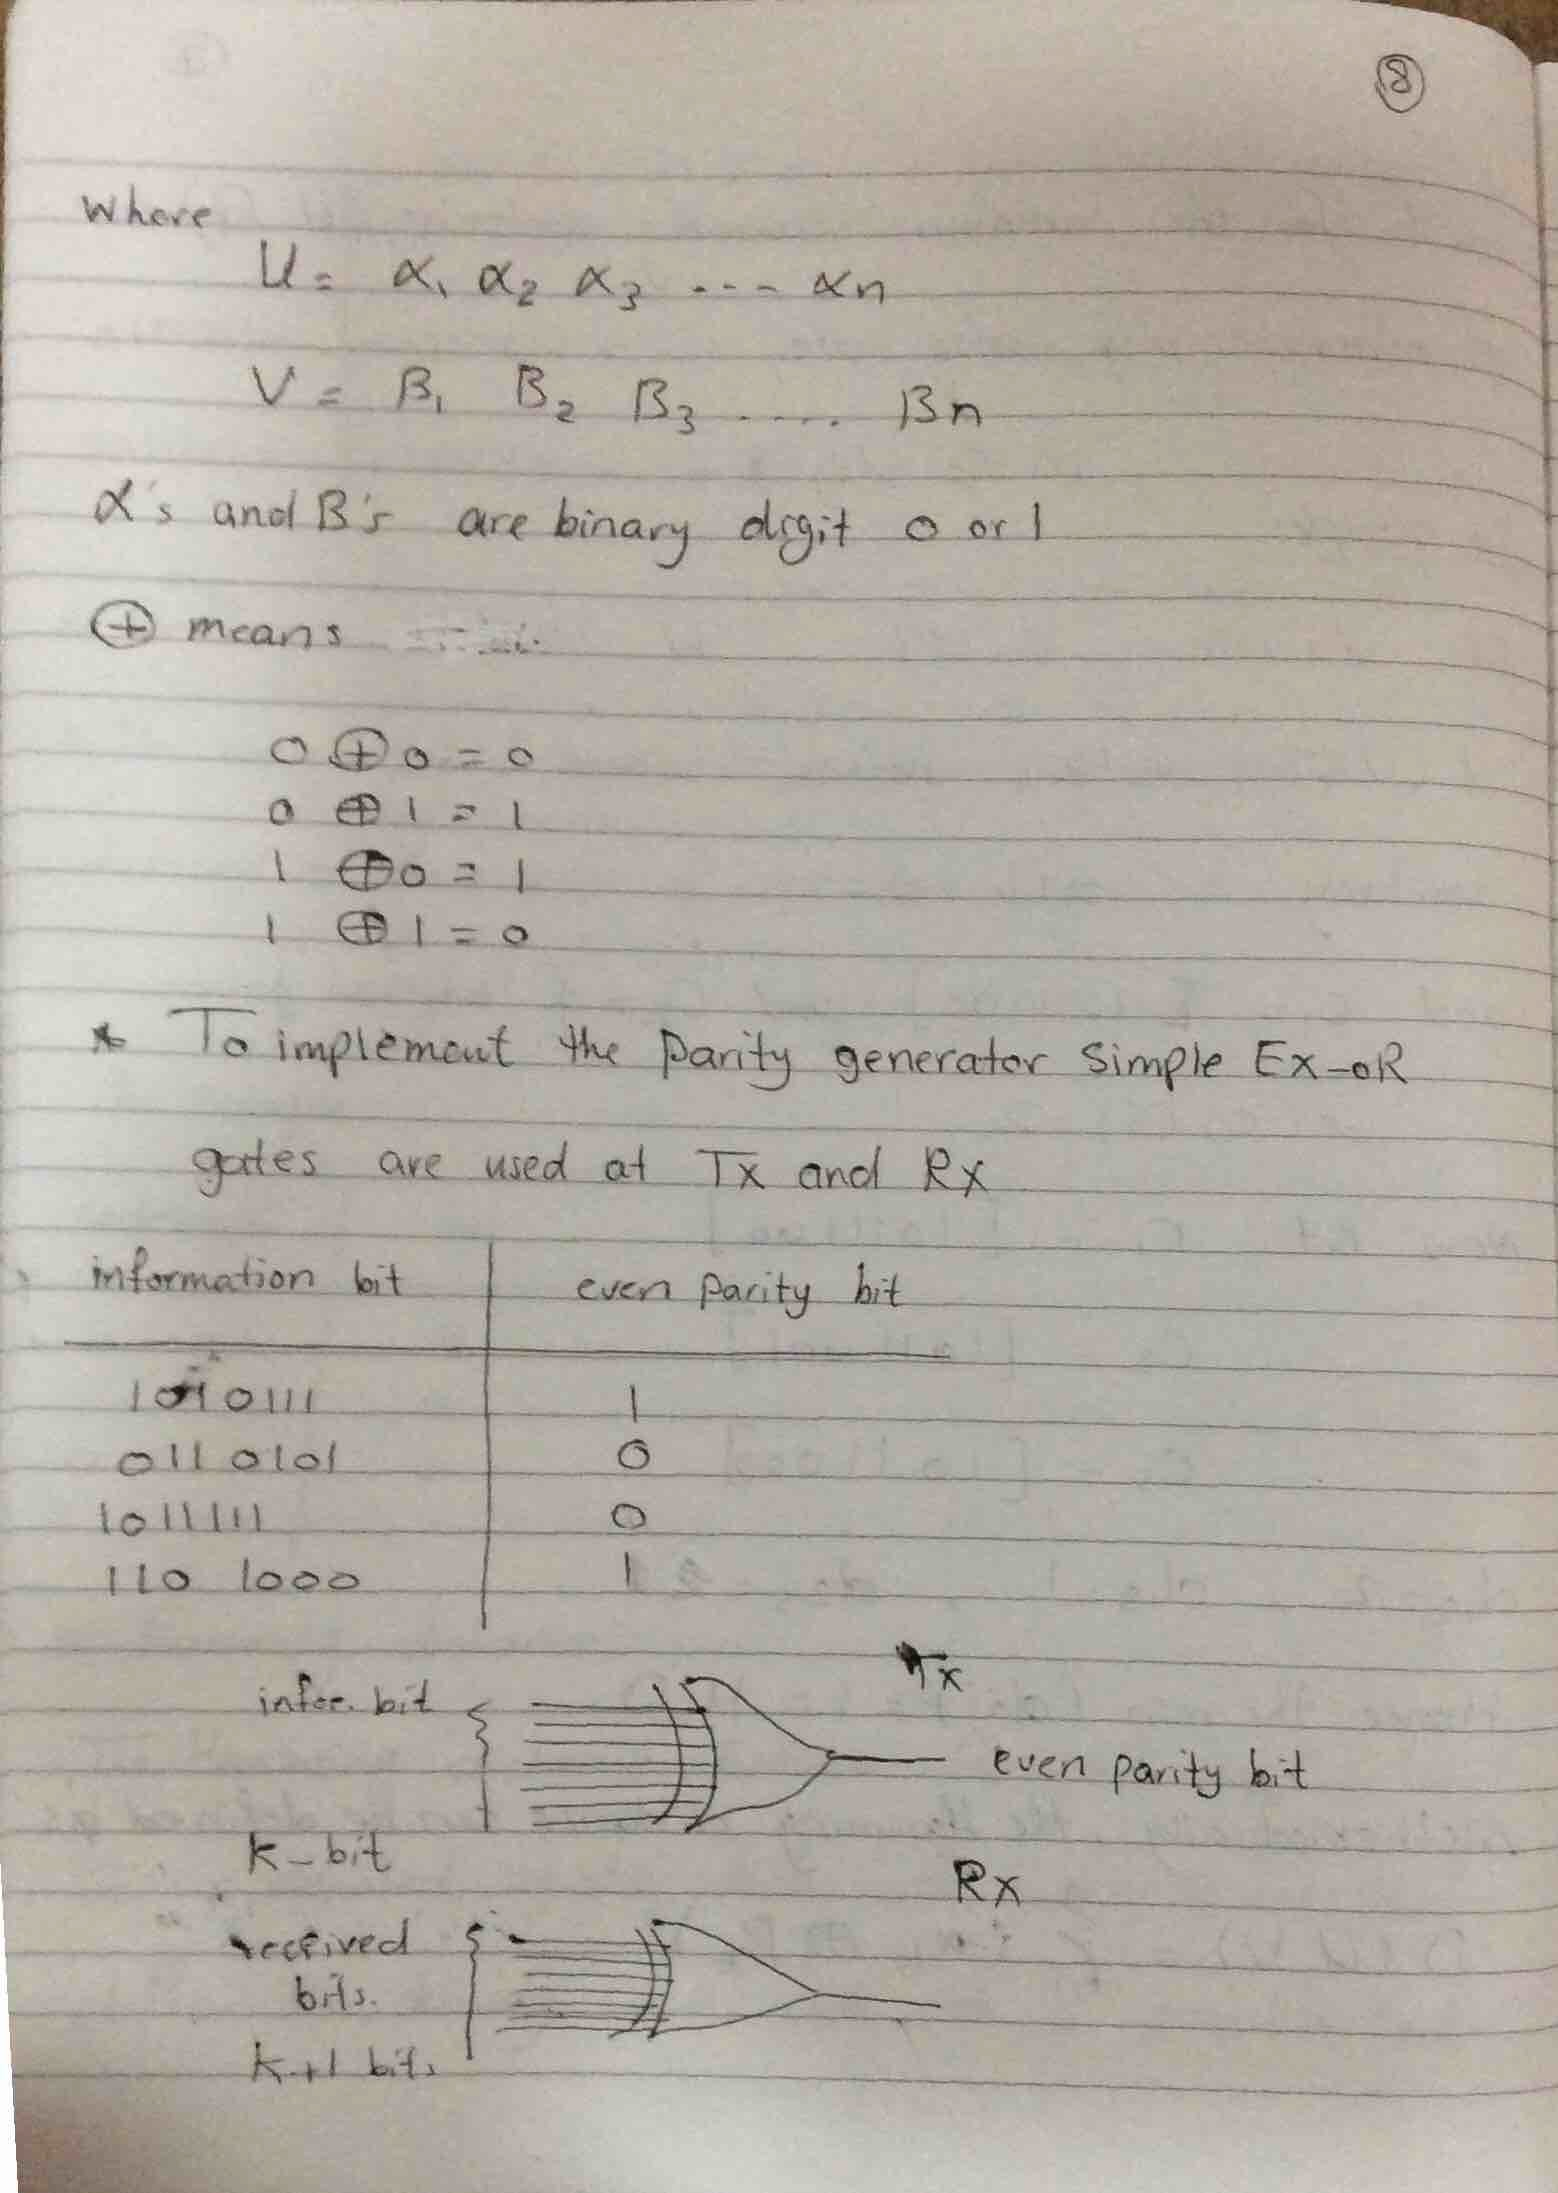 8
Where
U = α1 α2 α3 --- αn
V = B1 B2 B3 ..... Bn
α's and B's are binary digit 0 or 1
⊕ means
0 ⊕ 0 = 0
0 ⊕ 1 = 1
1 ⊕ 0 = 1
1 ⊕ 1 = 0
* To implement the parity generator simple Ex-OR
gates are used at Tx and Rx
information bit even parity bit
1010111 1
0110101 0
1011111 0
110 1000 1
Tx
infor. bit
even parity bit
k-bit
Rx
received
bits.
k+1 bits